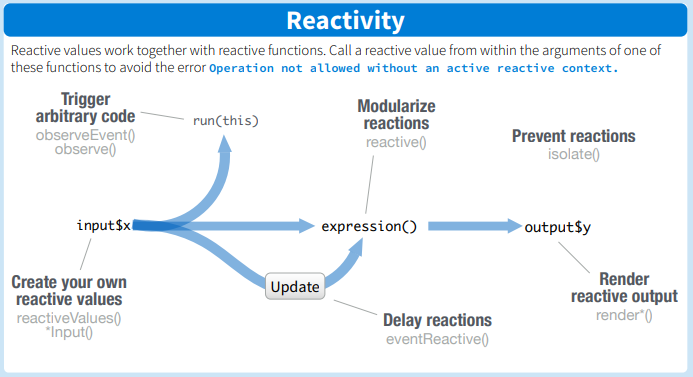 Reactivity
Reactive values work together with reactive functions. Call a reactive value from within the arguments of one of
these functions to avoid the error Operation not allowed without an active reactive context.
Trigger
arbitrary code
observeEvent()
observe()
run(this)
Modularize
reactions
reactive()
Prevent reactions
isolate()
input$x
expression()
output$y
Create your own
reactive values
reactiveValues()
*Input()
Update
Delay reactions
eventReactive()
Render
reactive output
render*()